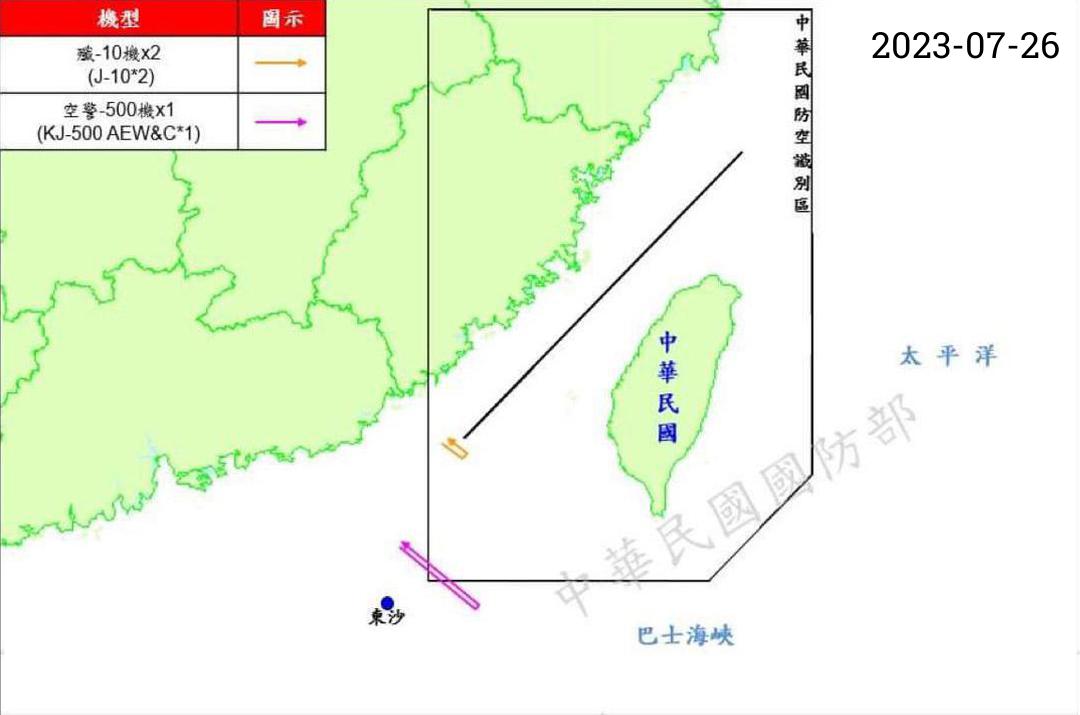 機型 圖示
殲-10機x2
(J-10*2)
空警-500機x1
(KJ-500 AEW&C*1)
2023-07-26
中華民國防空識別區
中華民國
太平洋
中華民國國防部
東沙
巴士海峽